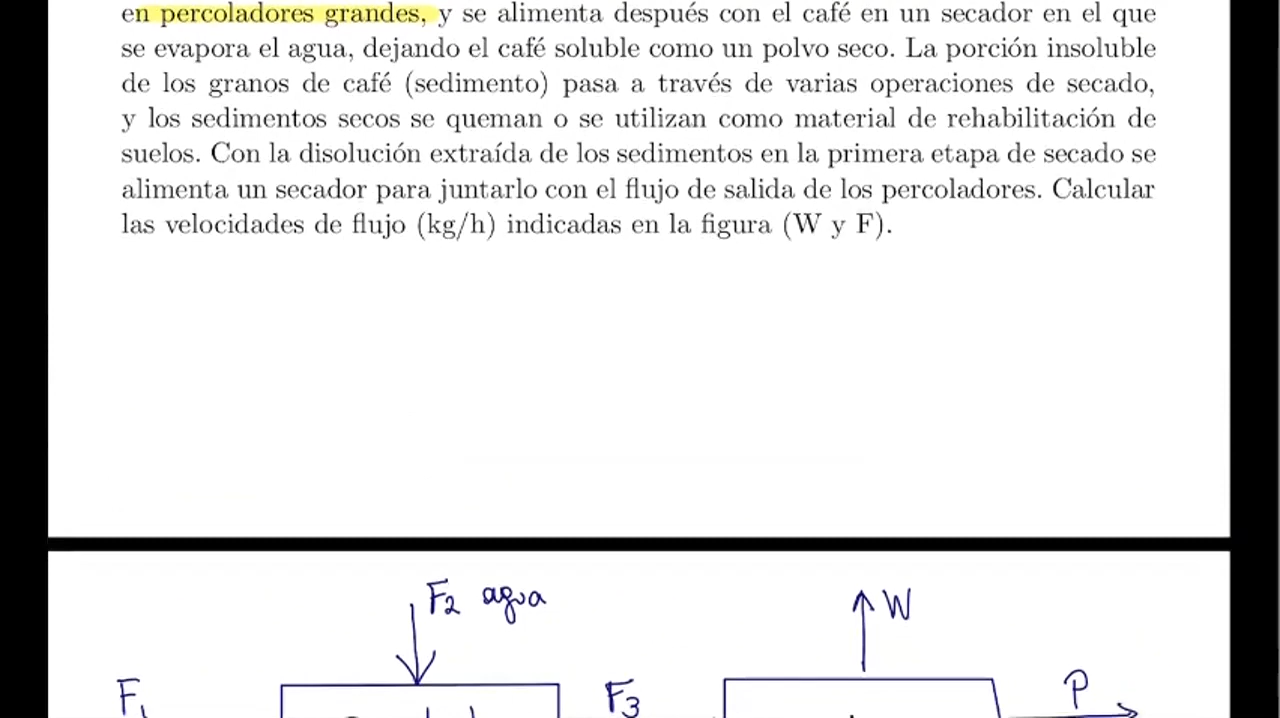 en percoladores grandes, y se alimenta después con el café en un secador en el que
se evapora el agua, dejando el café soluble como un polvo seco. La porción insoluble
de los granos de café (sedimento) pasa a través de varias operaciones de secado,
y los sedimentos secos se queman o se utilizan como material de rehabilitación de
suelos. Con la disolución extraída de los sedimentos en la primera etapa de secado se
alimenta un secador para juntarlo con el flujo de salida de los percoladores. Calcular
las velocidades de flujo (kg/h) indicadas en la figura (W y F).
F2 agua
W
F1
F3
P